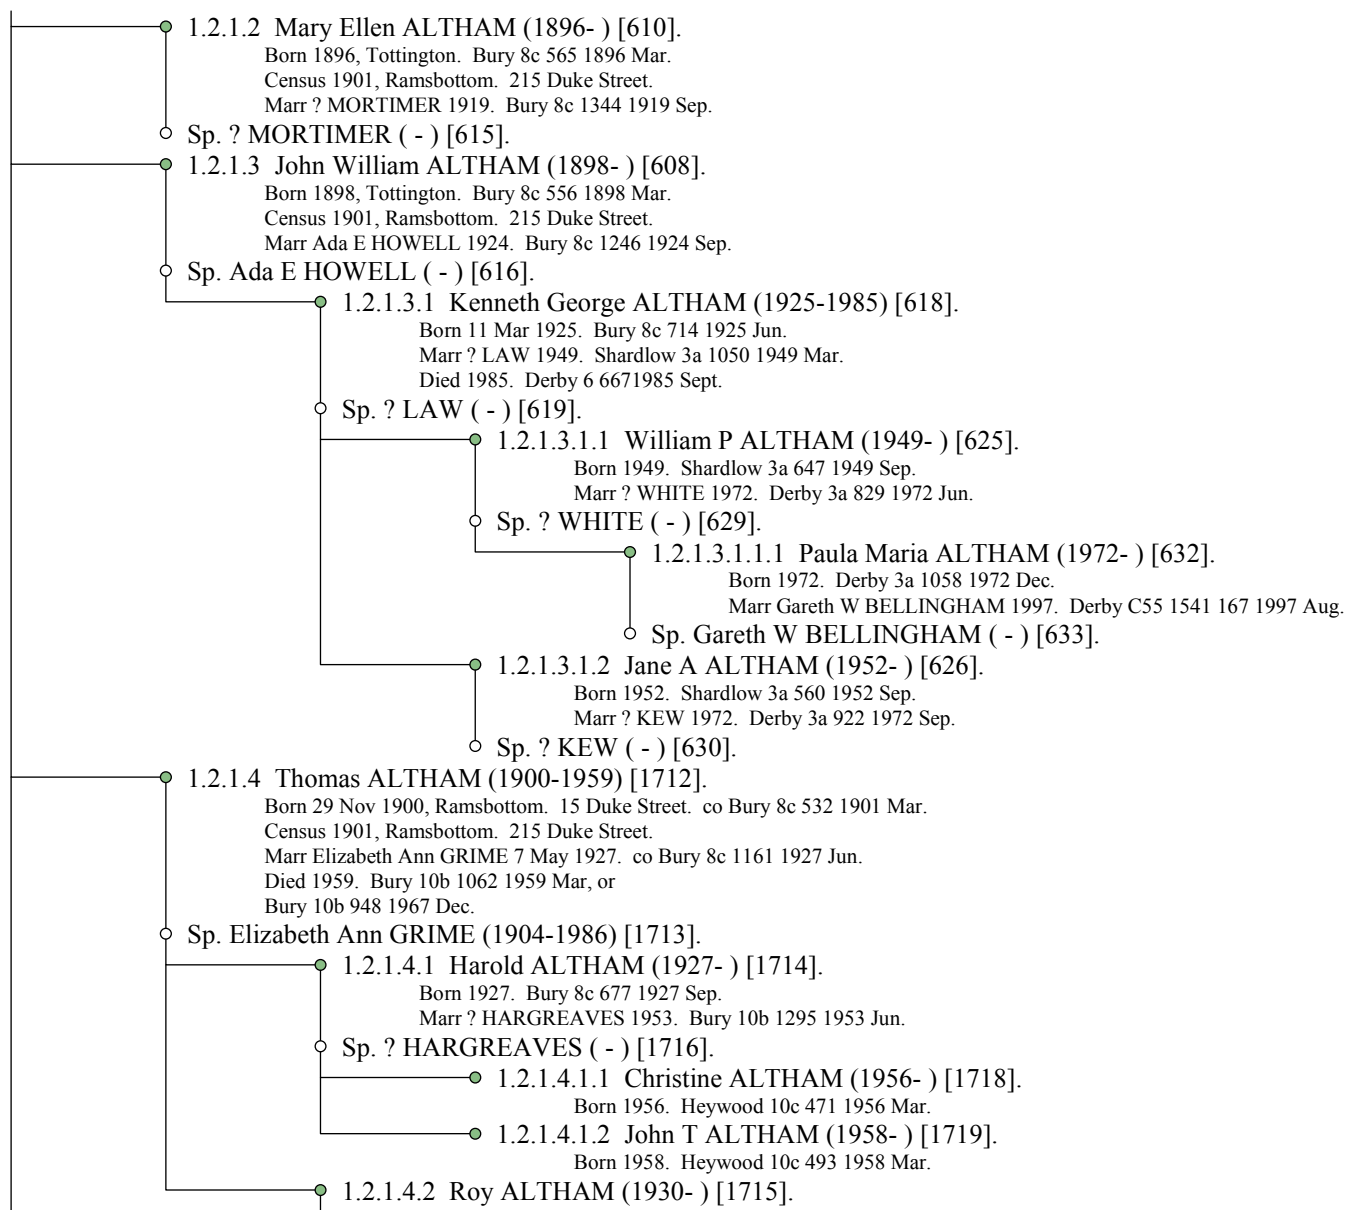 1.2.1.2 Mary Ellen ALTHAM (1896- ) [610].
Born 1896, Tottington. Bury 8c 565 1896 Mar.
Census 1901, Ramsbottom. 215 Duke Street.
Marr ? MORTIMER 1919. Bury 8c 1344 1919 Sep.
Sp. ? MORTIMER ( - ) [615].
1.2.1.3 John William ALTHAM (1898- ) [608].
Born 1898, Tottington. Bury 8c 556 1898 Mar.
Census 1901, Ramsbottom. 215 Duke Street.
Marr Ada E HOWELL 1924. Bury 8c 1246 1924 Sep.
Sp. Ada E HOWELL ( - ) [616].
1.2.1.3.1 Kenneth George ALTHAM (1925-1985) [618].
Born 11 Mar 1925. Bury 8c 714 1925 Jun.
Marr ? LAW 1949. Shardlow 3a 1050 1949 Mar.
Died 1985. Derby 6 6671985 Sept.
Sp. ? LAW ( - ) [619].
1.2.1.3.1.1 William P ALTHAM (1949- ) [625].
Born 1949. Shardlow 3a 647 1949 Sep.
Marr ? WHITE 1972. Derby 3a 829 1972 Jun.
Sp. ? WHITE ( - ) [629].
1.2.1.3.1.1.1 Paula Maria ALTHAM (1972- ) [632].
Born 1972. Derby 3a 1058 1972 Dec.
Marr Gareth W BELLINGHAM 1997. Derby C55 1541 167 1997 Aug.
Sp. Gareth W BELLINGHAM ( - ) [633].
1.2.1.3.1.2 Jane A ALTHAM (1952- ) [626].
Born 1952. Shardlow 3a 560 1952 Sep.
Marr ? KEW 1972. Derby 3a 922 1972 Sep.
Sp. ? KEW ( - ) [630].
1.2.1.4 Thomas ALTHAM (1900-1959) [1712].
Born 29 Nov 1900, Ramsbottom. 15 Duke Street. co Bury 8c 532 1901 Mar.
Census 1901, Ramsbottom. 215 Duke Street.
Marr Elizabeth Ann GRIME 7 May 1927. co Bury 8c 1161 1927 Jun.
Died 1959. Bury 10b 1062 1959 Mar, or
Bury 10b 948 1967 Dec.
Sp. Elizabeth Ann GRIME (1904-1986) [1713].
1.2.1.4.1 Harold ALTHAM (1927- ) [1714].
Born 1927. Bury 8c 677 1927 Sep.
Marr ? HARGREAVES 1953. Bury 10b 1295 1953 Jun.
Sp. ? HARGREAVES ( - ) [1716].
1.2.1.4.1.1 Christine ALTHAM (1956- ) [1718].
Born 1956. Heywood 10c 471 1956 Mar.
1.2.1.4.1.2 John T ALTHAM (1958- ) [1719].
Born 1958. Heywood 10c 493 1958 Mar.
1.2.1.4.2 Roy ALTHAM (1930- ) [1715].